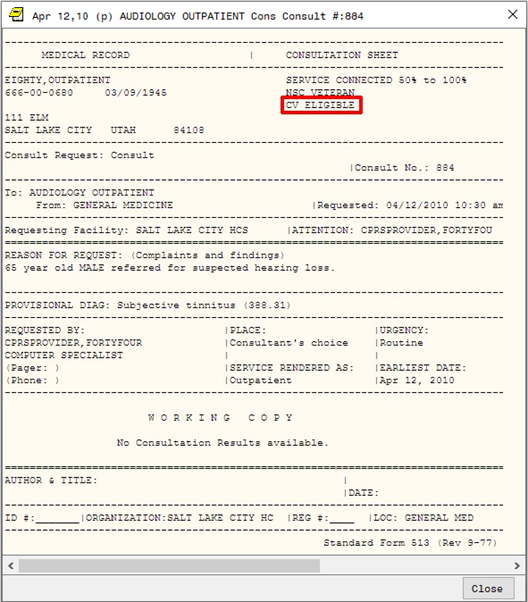 Apr 12,10 (p) AUDIOLOGY OUTPATIENT Cons Consult #:884
MEDICAL RECORD | CONSULTATION SHEET
EIGHTY,OUTPATIENT SERVICE CONNECTED 50% to 100%
666-00-0680 03/09/1945 NSC VETERAN
CV ELIGIBLE
111 ELM
SALT LAKE CITY UTAH 84108
Consult Request: Consult
|Consult No.: 884
To: AUDIOLOGY OUTPATIENT
From: GENERAL MEDICINE |Requested: 04/12/2010 10:30 am
Requesting Facility: SALT LAKE CITY HCS |ATTENTION: CPRSPROVIDER,FORTYFOU
REASON FOR REQUEST: (Complaints and findings)
65 year old MALE referred for suspected hearing loss.
PROVISIONAL DIAG: Subjective tinnitus (388.31)
REQUESTED BY: |PLACE: |URGENCY:
CPRSPROVIDER,FORTYFOUR |Consultant's choice |Routine
COMPUTER SPECIALIST | |
(Pager: ) |SERVICE RENDERED AS: |EARLIEST DATE:
(Phone: ) |Outpatient |Apr 12, 2010
W O R K I N G C O P Y
No Consultation Results available.
AUTHOR & TITLE: |
|DATE:
ID #:_______|ORGANIZATION:SALT LAKE CITY HC |REG #:____ |LOC: GENERAL MED
Standard Form 513 (Rev 9-77)
Close